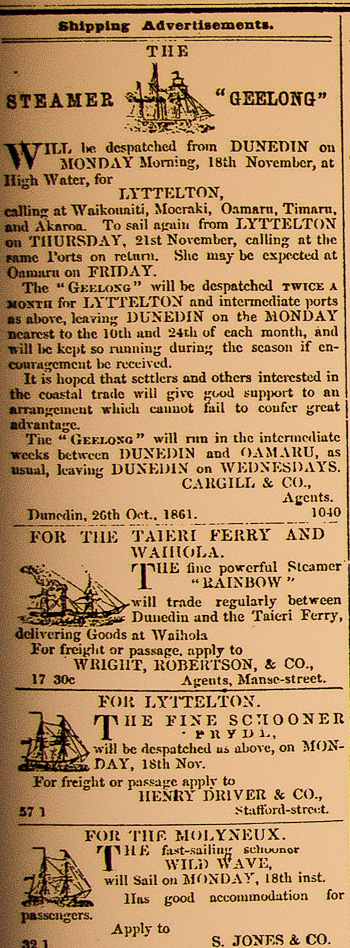 Shipping Advertisements.
THE
STEAMER "GEELONG"
WILL be despatched from DUNEDIN on
MONDAY Morning, 18th November, at
High Water, for
LYTTELTON,
calling at Waikouaiti, Moeraki, Oamaru, Timaru,
and Akaroa. To sail again from LYTTELTON
on THURSDAY, 21st November, calling at the
same Ports on return. She may be expected at
Oamaru on FRIDAY.
The "GEELONG" will be despatched TWICE A
MONTH for LYTTELTON and intermediate ports
as above, leaving DUNEDIN on the MONDAY
nearest to the 10th and 24th of each month, and
will be kept so running during the season if en-
couragement be received.
It is hoped that settlers and others interested in
the coastal trade will give good support to an
arrangement which cannot fail to confer great
advantage.
The "GEELONG" will run in the intermediate
weeks between DUNEDIN and OAMARU, as
usual, leaving DUNEDIN on WEDNESDAYS.
CARGILL & CO.,
Agents.
Dunedin, 26th Oct., 1861. 1040
FOR THE TAIERI FERRY AND
WAIHOLA.
THE fine powerful Steamer
"RAINBOW"
will trade regularly between
Dunedin and the Taieri Ferry,
delivering Goods at Waihola
For freight or passage, apply to
WRIGHT, ROBERTSON, & CO.,
17 30c Agents, Manse-street.
FOR LYTTELTON.
THE FINE SCHOONER
will be despatched as above, on MON-
DAY, 18th Nov.
For freight or passage apply to
HENRY DRIVER & CO.,
57 1 Stafford-street.
FOR THE MOLYNEUX.
THE fast-sailing schooner
WILD WAVE,
will Sail on MONDAY, 18th inst.
Has good accommodation for
passengers.
Apply to
32 1 S. JONES & CO.